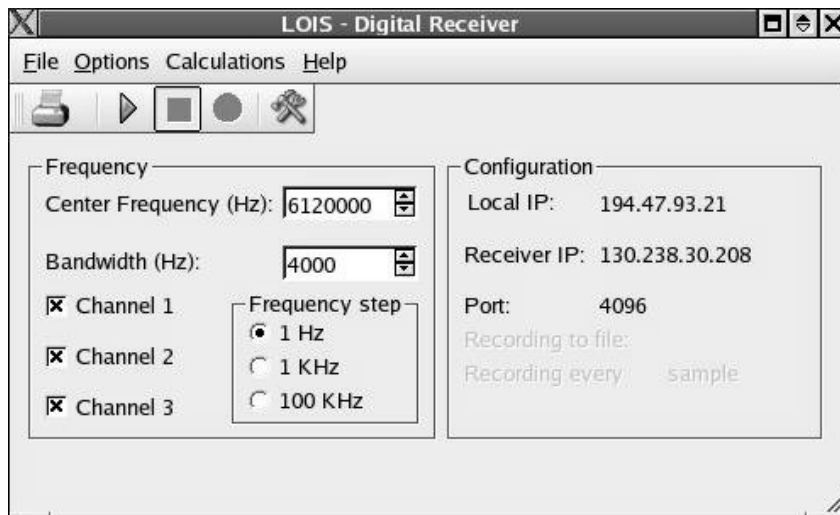 LOIS - Digital Receiver
File Options Calculations Help
Frequency
Center Frequency (Hz): 6120000
Bandwidth (Hz): 4000
Channel 1
Channel 2
Channel 3
Frequency step
1 Hz
1 KHz
100 KHz
Configuration
Local IP: 194.47.93.21
Receiver IP: 130.238.30.208
Port: 4096
Recording to file:
Recording every sample